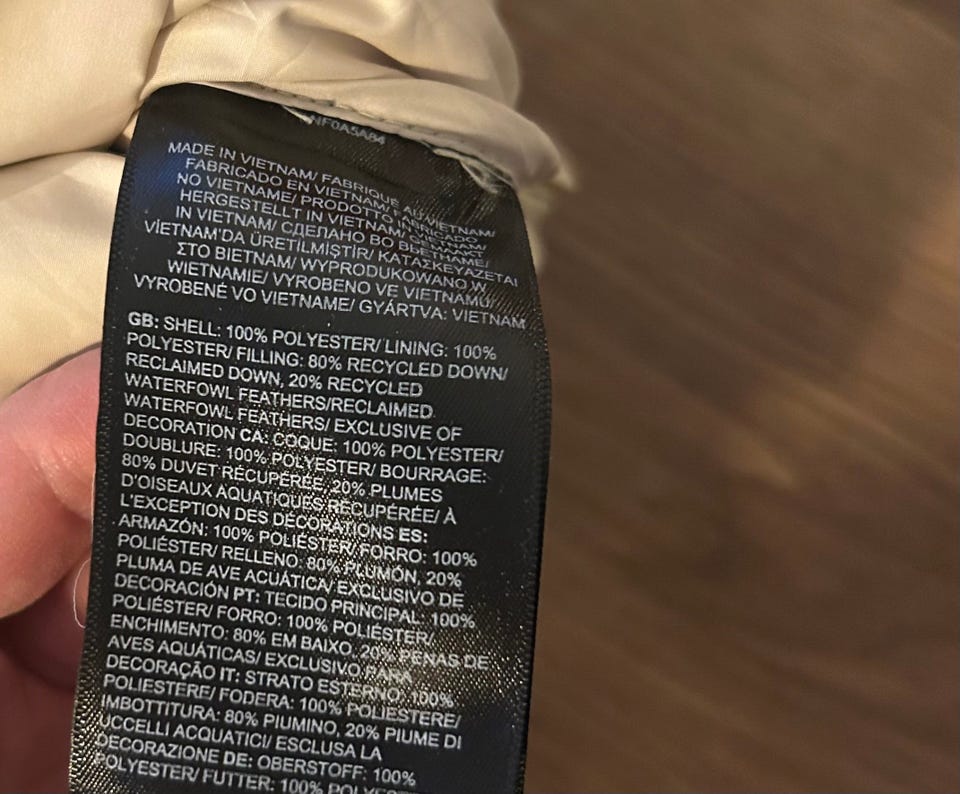 NF0A5A84
MADE IN VIETNAM/ FABRIQUE AU VIETNAM/
FABRICADO EN VIETNAM/ FABRICADO
NO VIETNAME/ PRODOTTO IN
HERGESTELLT IN VIETNAM/
IN VIETNAM/ СДЕЛАНО ВО ВЬЕТНАМЕ/
VİETNAM'DA ÜRETİLMİŞTİR/ ΚΑΤΑΣΚΕΥΑΖΕΤΑΙ
ΣΤΟ ΒΙΕΤΝΑΜ/ WYPRODUKOWANO W
WIETNAMIE/ VYROBENO VE VIETNAMU/
VYROBENÉ VO VIETNAME/ GYÁRTVA: VIETNAM
GB: SHELL: 100% POLYESTER/ LINING: 100%
POLYESTER/ FILLING: 80% RECYCLED DOWN/
RECLAIMED DOWN, 20% RECYCLED
WATERFOWL FEATHERS/RECLAIMED
WATERFOWL FEATHERS/ EXCLUSIVE OF
DECORATION CA: COQUE: 100% POLYESTER/
DOUBLURE: 100% POLYESTER/ BOURRAGE:
80% DUVET RÉCUPÉRÉE, 20% PLUMES
D'OISEAUX AQUATIQUES RÉCUPÉRÉE/ À
L'EXCEPTION DES DÉCORATIONS ES:
ARMAZÓN: 100% POLIÉSTER/ FORRO: 100%
POLIÉSTER/ RELLENO: 80% PLUMÓN, 20%
PLUMA DE AVE ACUÁTICA/ EXCLUSIVO DE
DECORACIÓN PT: TECIDO PRINCIPAL: 100%
POLIÉSTER/ FORRO: 100% POLIÉSTER/
ENCHIMENTO: 80% EM BAIXO, 20% PENAS DE
AVES AQUÁTICAS/ EXCLUSIVO PARA
DECORAÇÃO IT: STRATO ESTERNO: 100%
POLIESTERE/ FODERA: 100% POLIESTERE/
IMBOTTITURA: 80% PIUMINO, 20% PIUME DI
UCCELLI ACQUATICI/ ESCLUSA LA
DECORAZIONE DE: OBERSTOFF: 100%
POLYESTER/ FUTTER: 100% POLYESTER